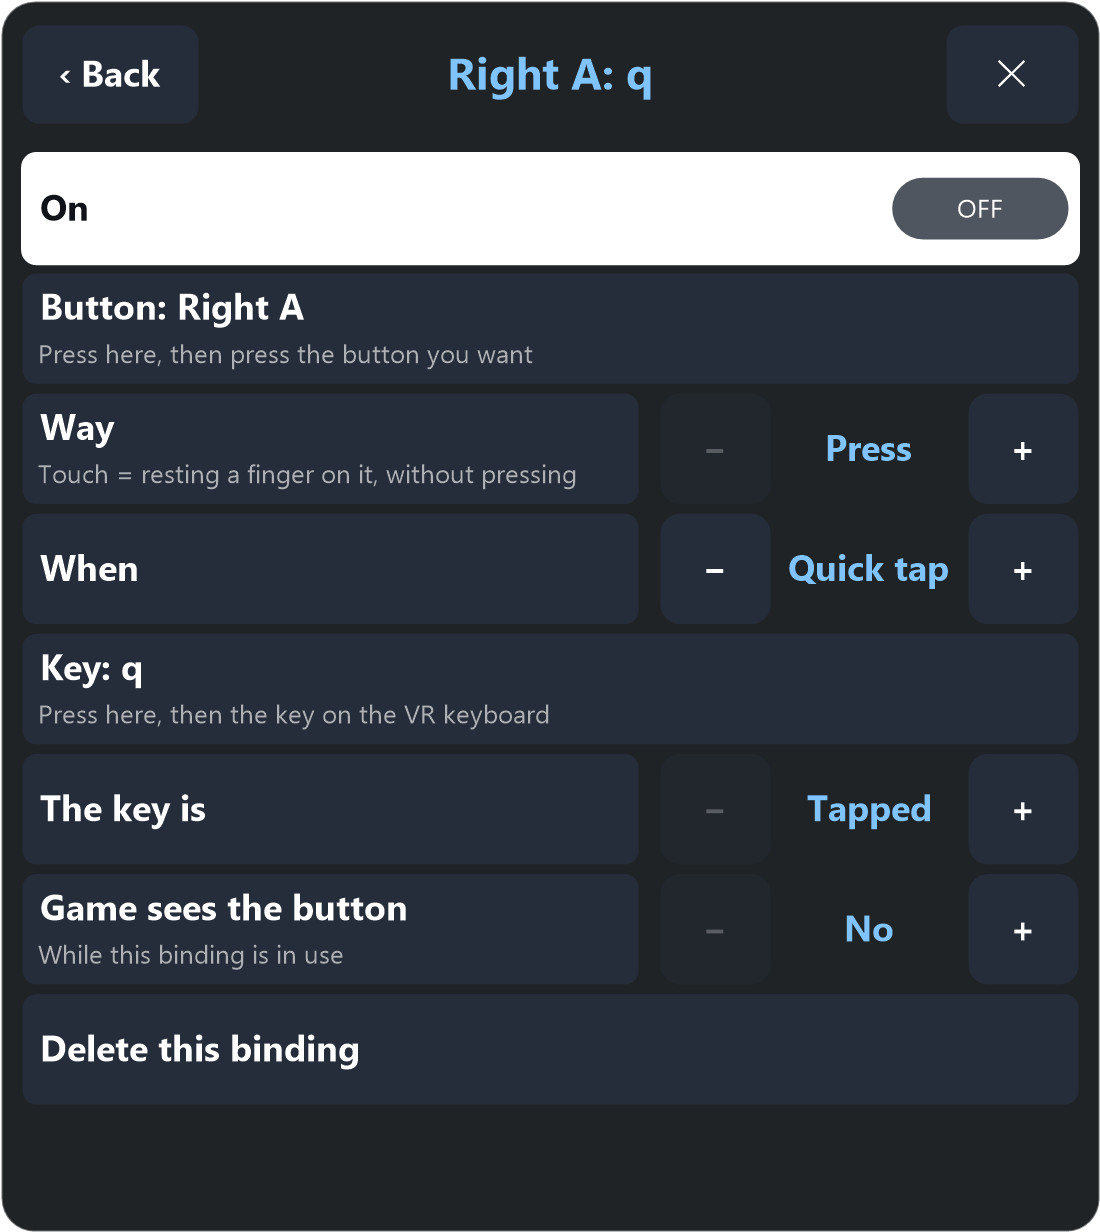 ‹ Back
Right A: q
On
OFF
Button: Right A
Press here, then press the button you want
Way
Touch = resting a finger on it, without pressing
− Press +
When
− Quick tap +
Key: q
Press here, then the key on the VR keyboard
The key is
− Tapped +
Game sees the button
While this binding is in use
− No +
Delete this binding